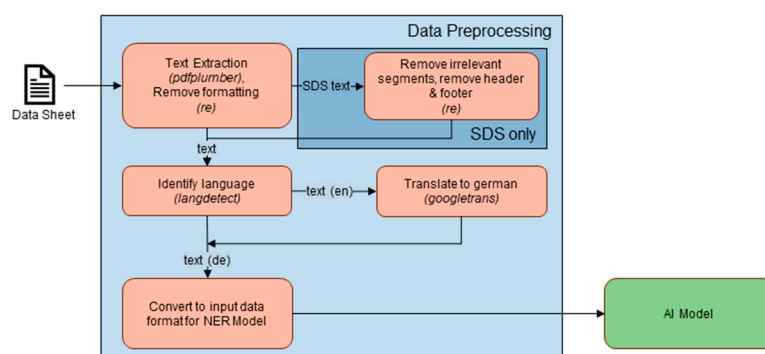 Data Preprocessing
Data Sheet
Text Extraction
(pdfplumber),
Remove formatting
(re)
SDS text
Remove irrelevant
segments, remove header
& footer
(re)
SDS only
text
Identify language
(langdetect)
text (en)
Translate to german
(googletrans)
text (de)
Convert to input data
format for NER Model
AI Model